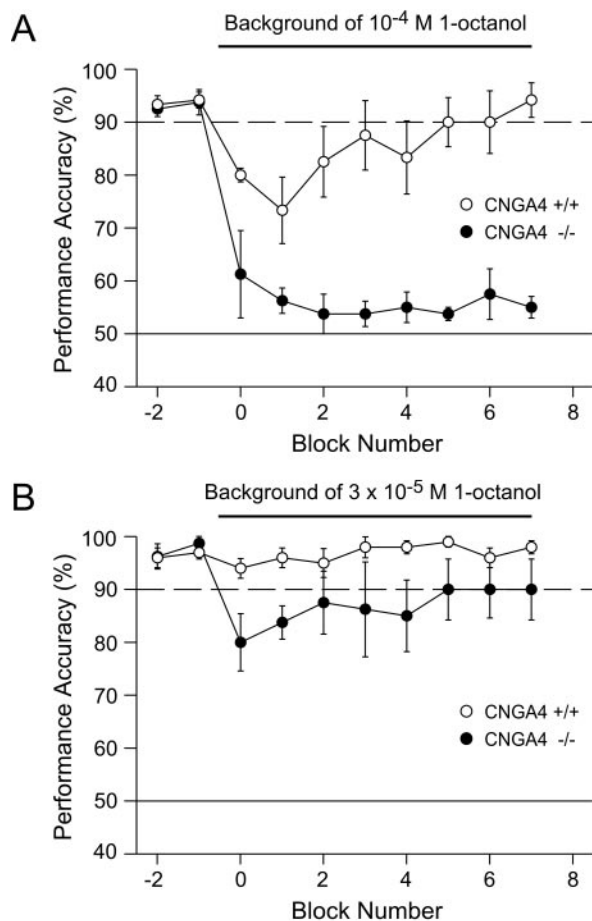 A
Background of 10⁻⁴ M 1-octanol
Performance Accuracy (%)
100
90
80
70
60
50
40
CNGA4 +/+
CNGA4 -/-
-2 0 2 4 6 8
Block Number
B
Background of 3 x 10⁻⁵ M 1-octanol
Performance Accuracy (%)
100
90
80
70
60
50
40
CNGA4 +/+
CNGA4 -/-
-2 0 2 4 6 8
Block Number